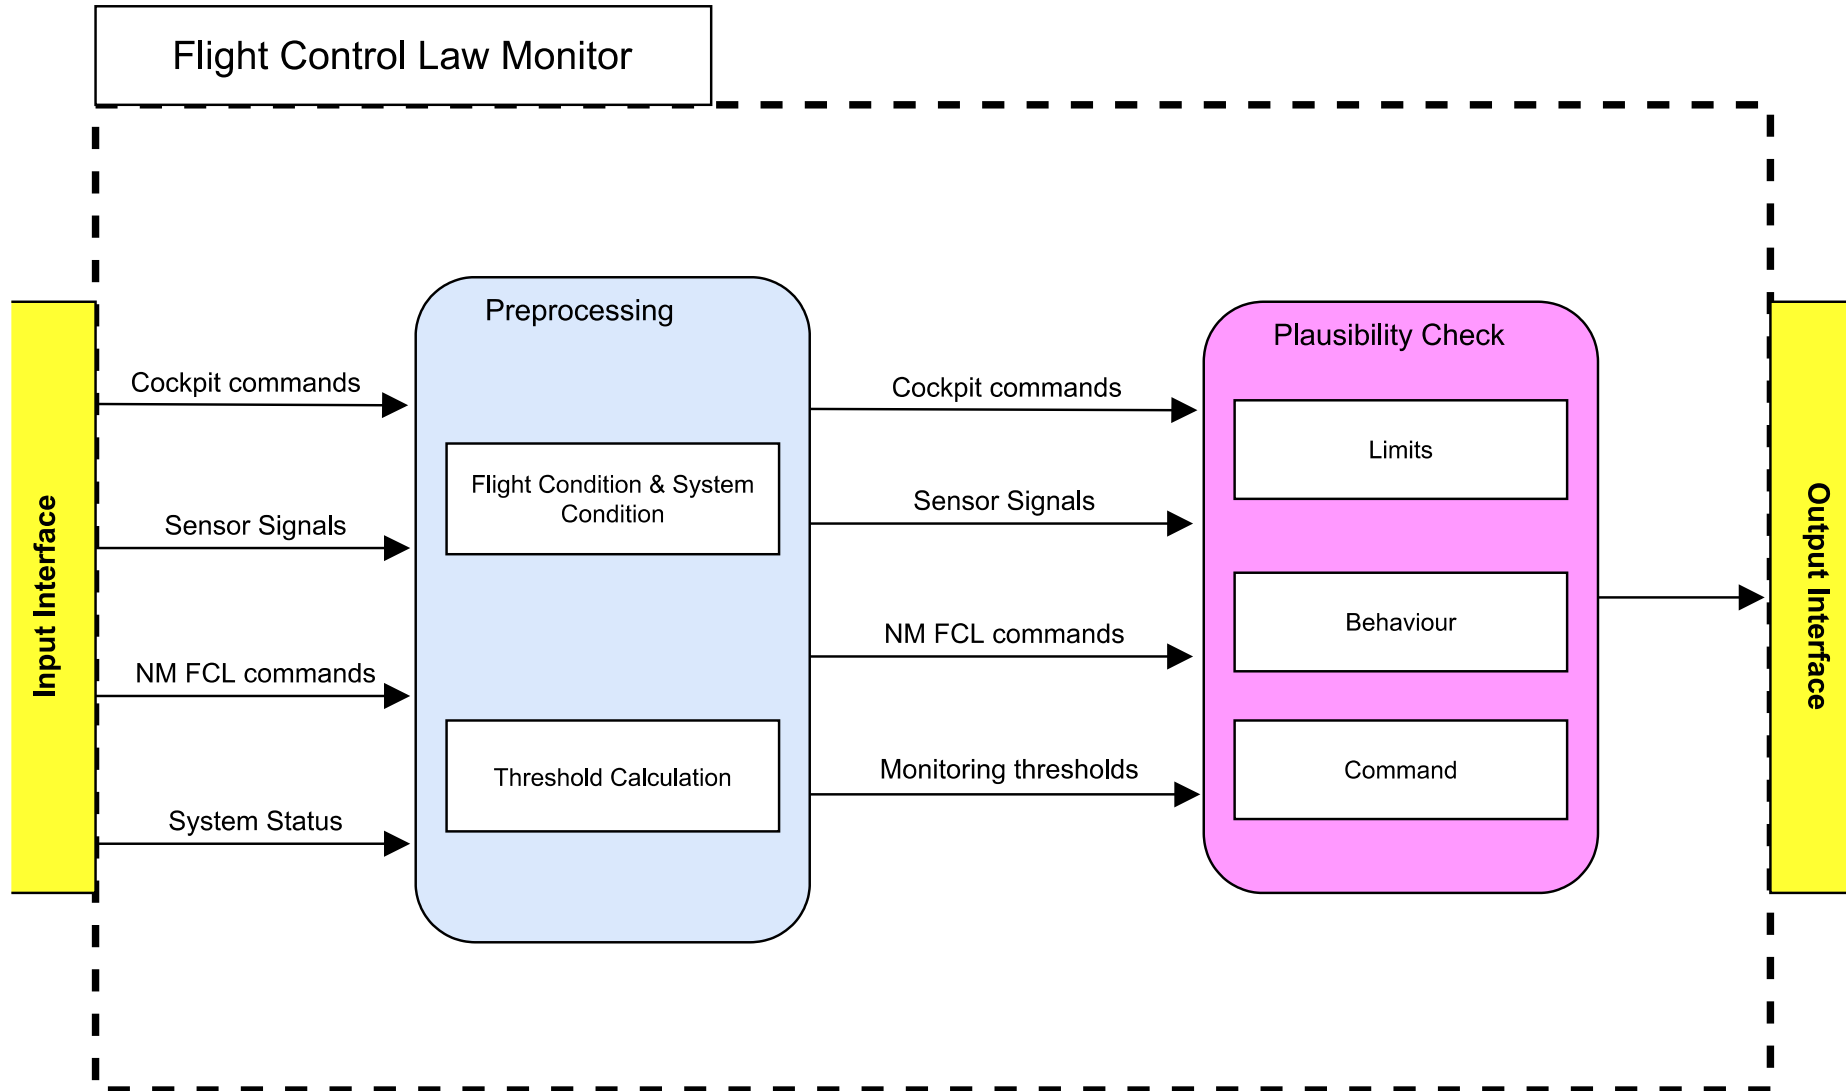 Flight Control Law Monitor
Input Interface
Cockpit commands
Sensor Signals
NM FCL commands
System Status
Preprocessing
Flight Condition & System
Condition
Threshold Calculation
Cockpit commands
Sensor Signals
NM FCL commands
Monitoring thresholds
Plausibility Check
Limits
Behaviour
Command
Output Interface